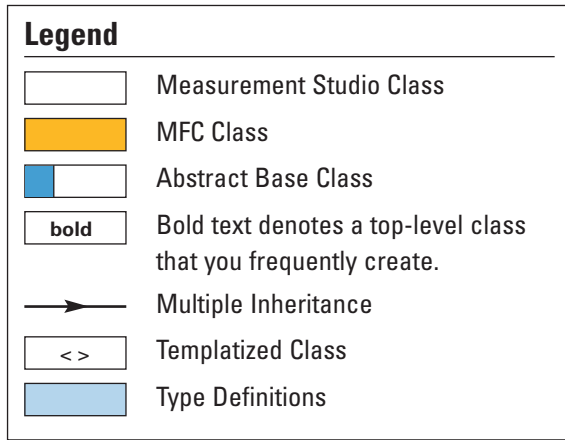 Legend
Measurement Studio Class
MFC Class
Abstract Base Class
bold
Bold text denotes a top-level class
that you frequently create.
Multiple Inheritance
< >
Templatized Class
Type Definitions